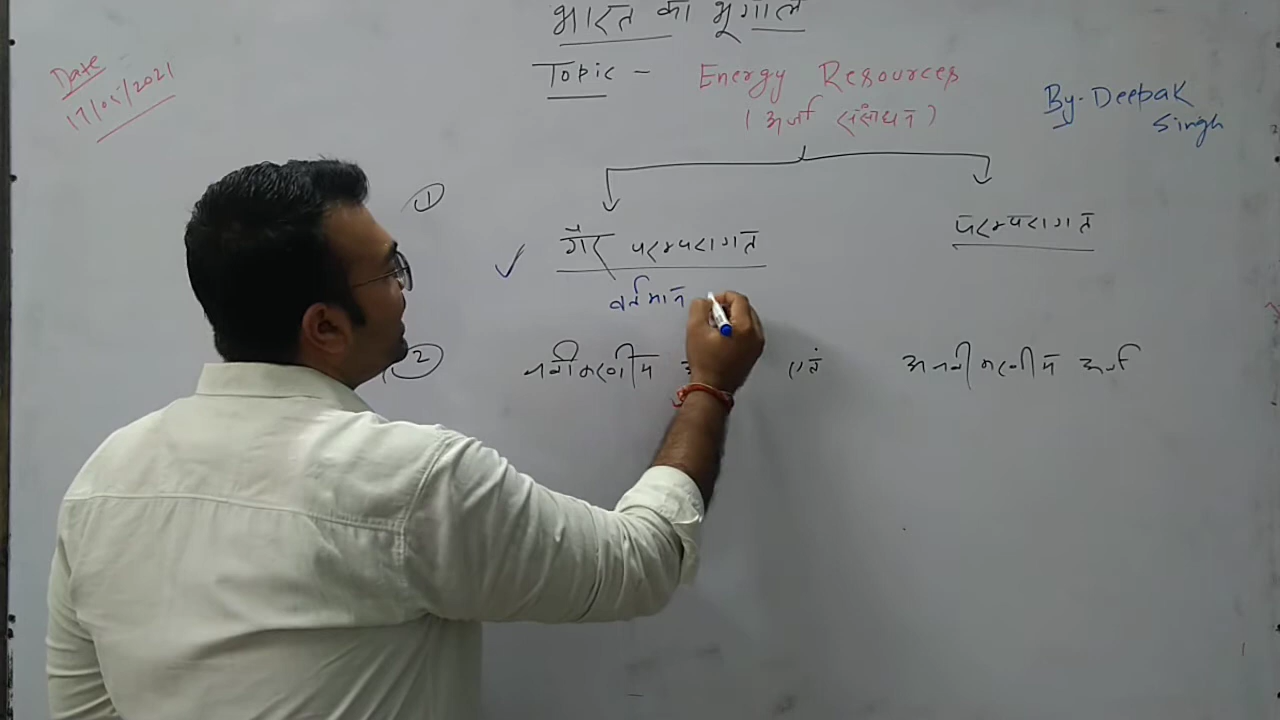 भारत का भूगोल
Date
17/05/2021
Topic - Energy Resources
(ऊर्जा संसाधन)
By-Deepak
Singh
①
गैर परम्परागत
परम्परागत
वर्तमान
②
नवीकरणीय
एवं
अनवीकरणीय ऊर्जा